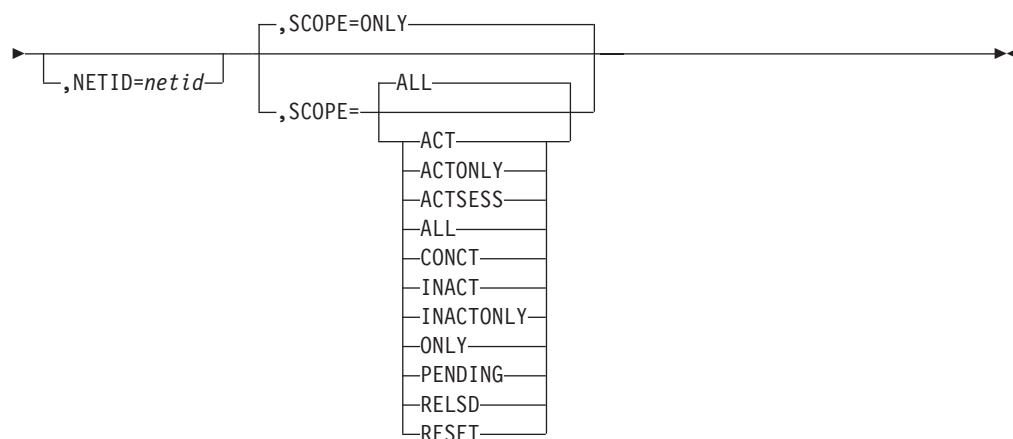 ,SCOPE=ONLY
,NETID=netid
ALL
,SCOPE=
ACT
ACTONLY
ACTSESS
ALL
CONCT
INACT
INACTONLY
ONLY
PENDING
RELSD
RESET